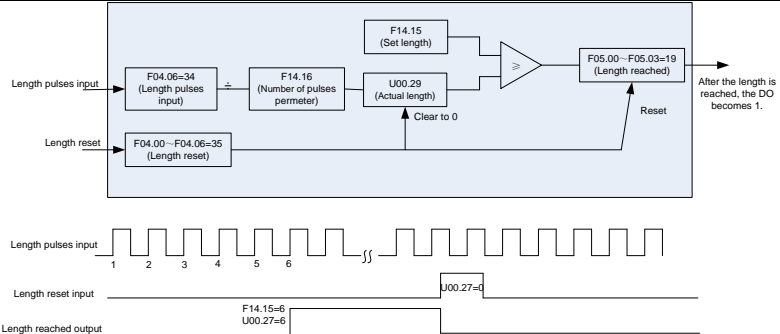 F14.15
(Set length)
F04.06=34
(Length pulses
input)
÷
F14.16
(Number of pulses
permeter)
U00.29
(Actual length)
≥
F05.00~F05.03=19
(Length reached)
Length pulses input
After the length is
reached, the DO
becomes 1.
Clear to 0
Reset
Length reset
F04.00~F04.06=35
(Length reset)
Length pulses input
1 2 3 4 5 6
Length reset input
U00.27=0
F14.15=6
U00.27=6
Length reached output